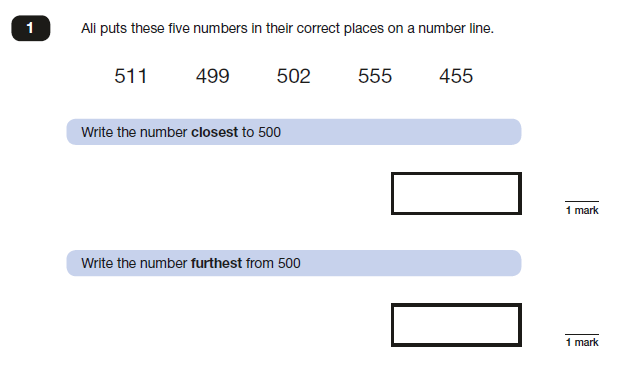 1 Ali puts these five numbers in their correct places on a number line.
511 499 502 555 455
Write the number closest to 500
1 mark
Write the number furthest from 500
1 mark